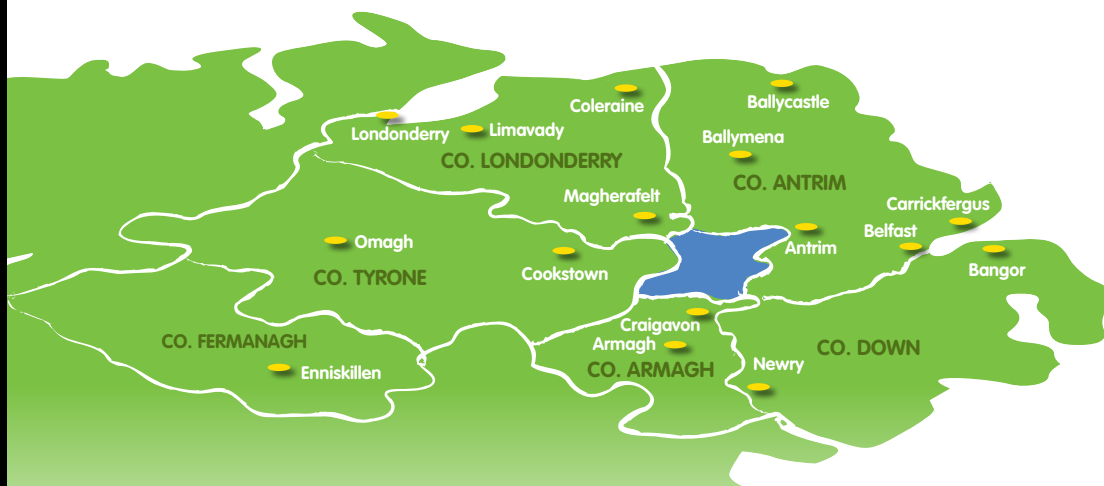 Coleraine
Ballycastle
Londonderry
Limavady
Ballymena
CO. LONDONDERRY
CO. ANTRIM
Magherafelt
Carrickfergus
Belfast
Omagh
Antrim
Cookstown
Bangor
CO. TYRONE
Craigavon
CO. FERMANAGH
Armagh
CO. DOWN
CO. ARMAGH
Newry
Enniskillen